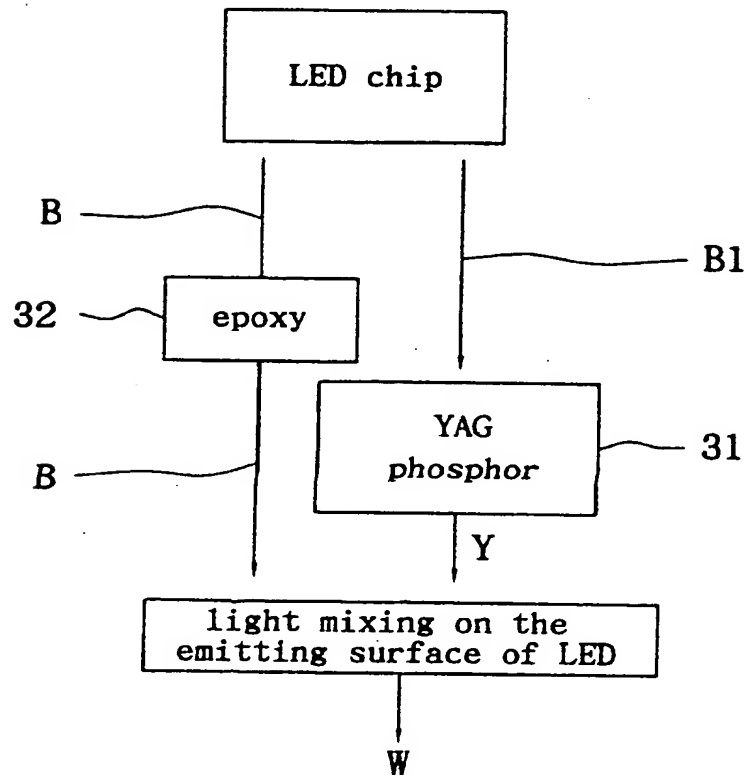 LED chip
B
B1
32
epoxy
YAG
phosphor
31
B
Y
light mixing on the
emitting surface of LED
W